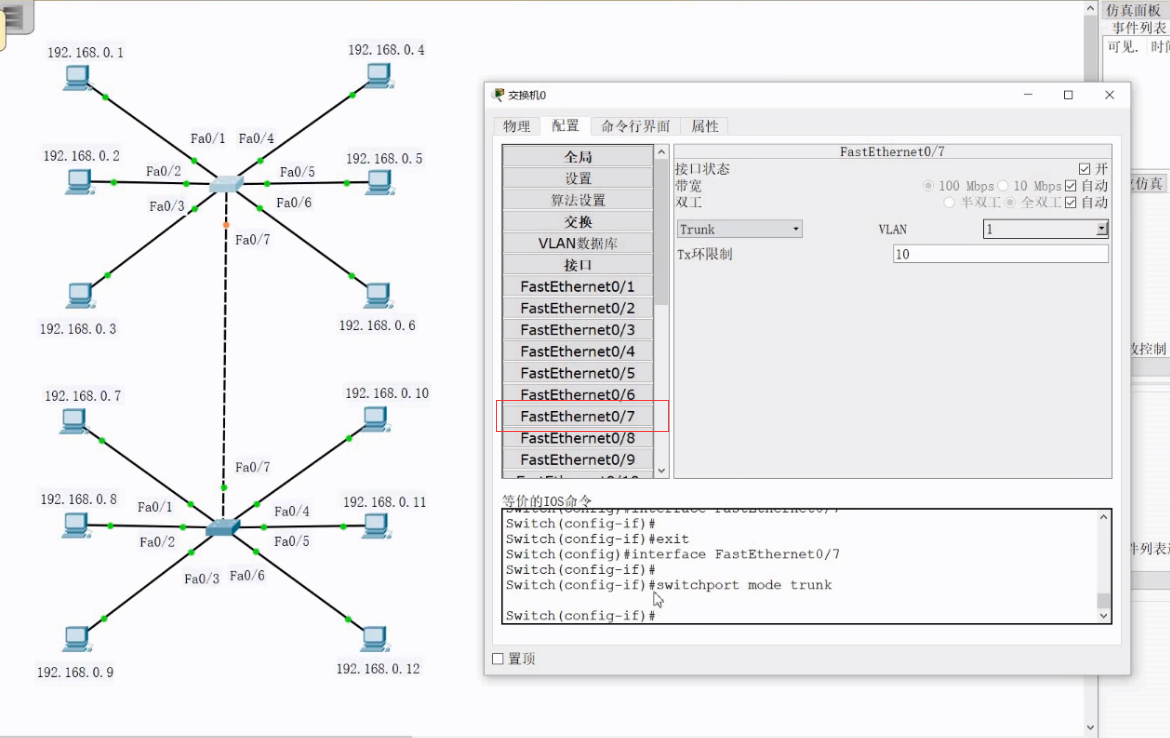 192.168.0.1
192.168.0.4
192.168.0.2
192.168.0.5
Fa0/1
Fa0/4
Fa0/2
Fa0/5
Fa0/3
Fa0/6
Fa0/7
192.168.0.3
192.168.0.6
192.168.0.7
192.168.0.10
Fa0/7
192.168.0.8
192.168.0.11
Fa0/1
Fa0/4
Fa0/2
Fa0/5
Fa0/3
Fa0/6
192.168.0.9
192.168.0.12
交换机0
物理 配置 命令行界面 属性
全局
设置
算法设置
交换
VLAN数据库
接口
FastEthernet0/1
FastEthernet0/2
FastEthernet0/3
FastEthernet0/4
FastEthernet0/5
FastEthernet0/6
FastEthernet0/7
FastEthernet0/8
FastEthernet0/9
FastEthernet0/7
接口状态 开
带宽 100 Mbps 10 Mbps 自动
双工 半双工 全双工 自动
Trunk VLAN 1
Tx环限制 10
等价的IOS命令
Switch(config)#interface FastEthernet0/7
Switch(config-if)#
Switch(config-if)#exit
Switch(config)#interface FastEthernet0/7
Switch(config-if)#
Switch(config-if)#switchport mode trunk
Switch(config-if)#
置顶
仿真面板
事件列表
可见. 时间
仿真
控制
件列表